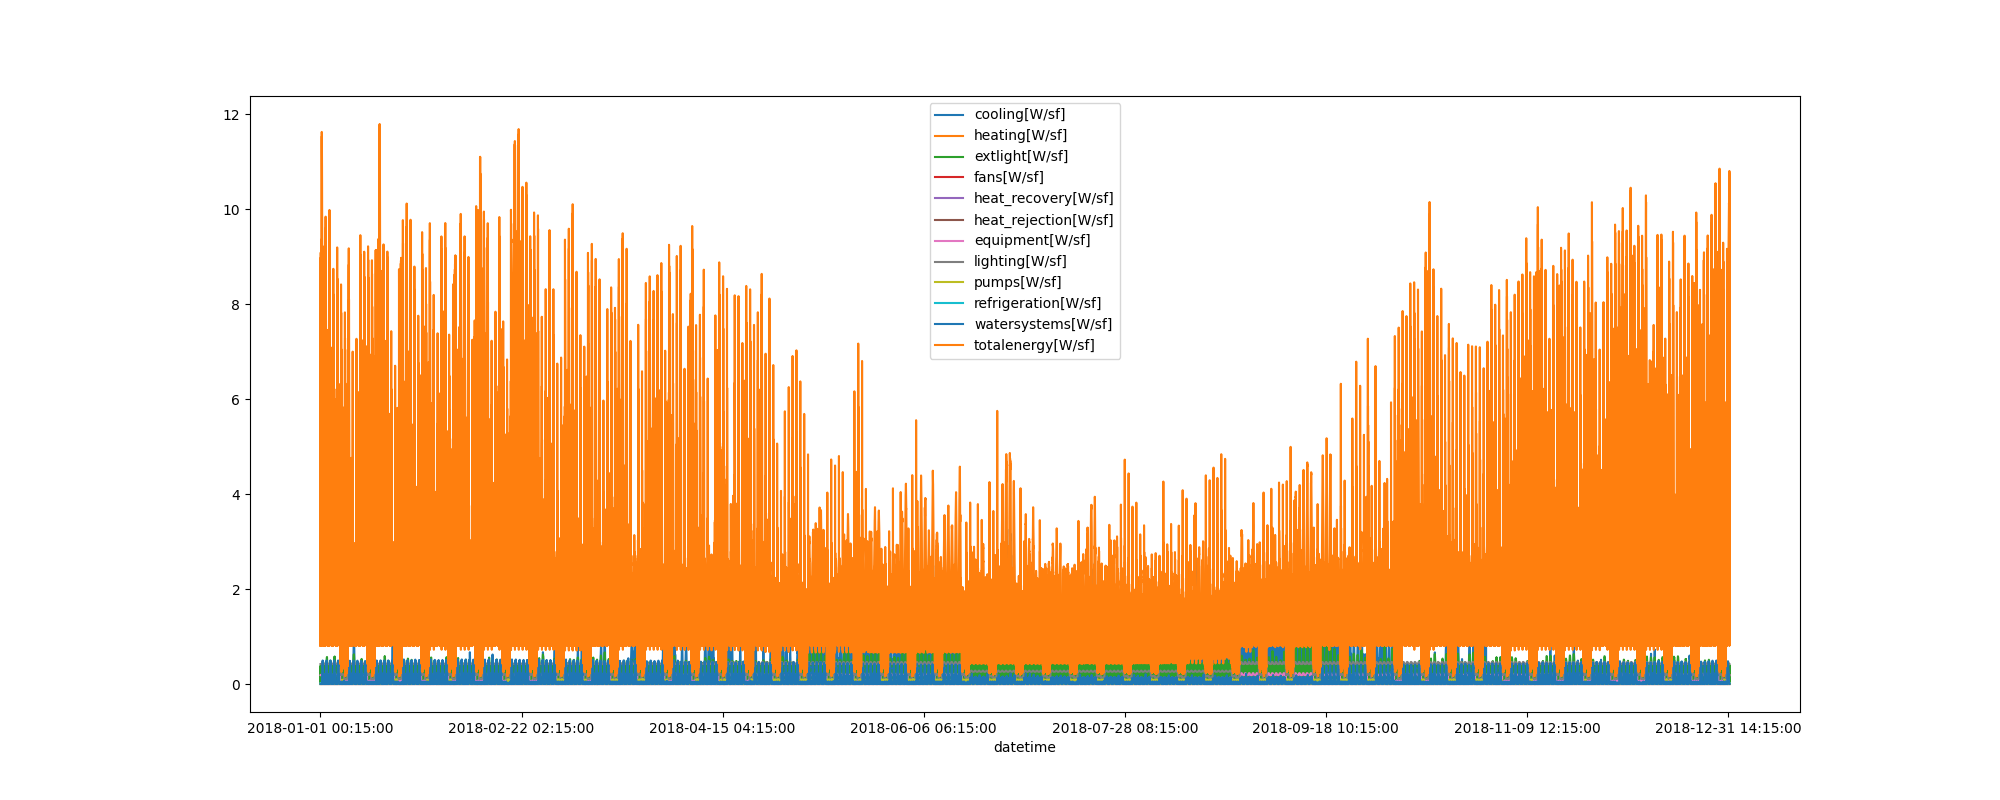 12
10
8
6
4
2
0
cooling[W/sf]
heating[W/sf]
extlight[W/sf]
fans[W/sf]
heat_recovery[W/sf]
heat_rejection[W/sf]
equipment[W/sf]
lighting[W/sf]
pumps[W/sf]
refrigeration[W/sf]
watersystems[W/sf]
totalenergy[W/sf]
2018-01-01 00:15:00 2018-02-22 02:15:00 2018-04-15 04:15:00 2018-06-06 06:15:00 2018-07-28 08:15:00 2018-09-18 10:15:00 2018-11-09 12:15:00 2018-12-31 14:15:00
datetime